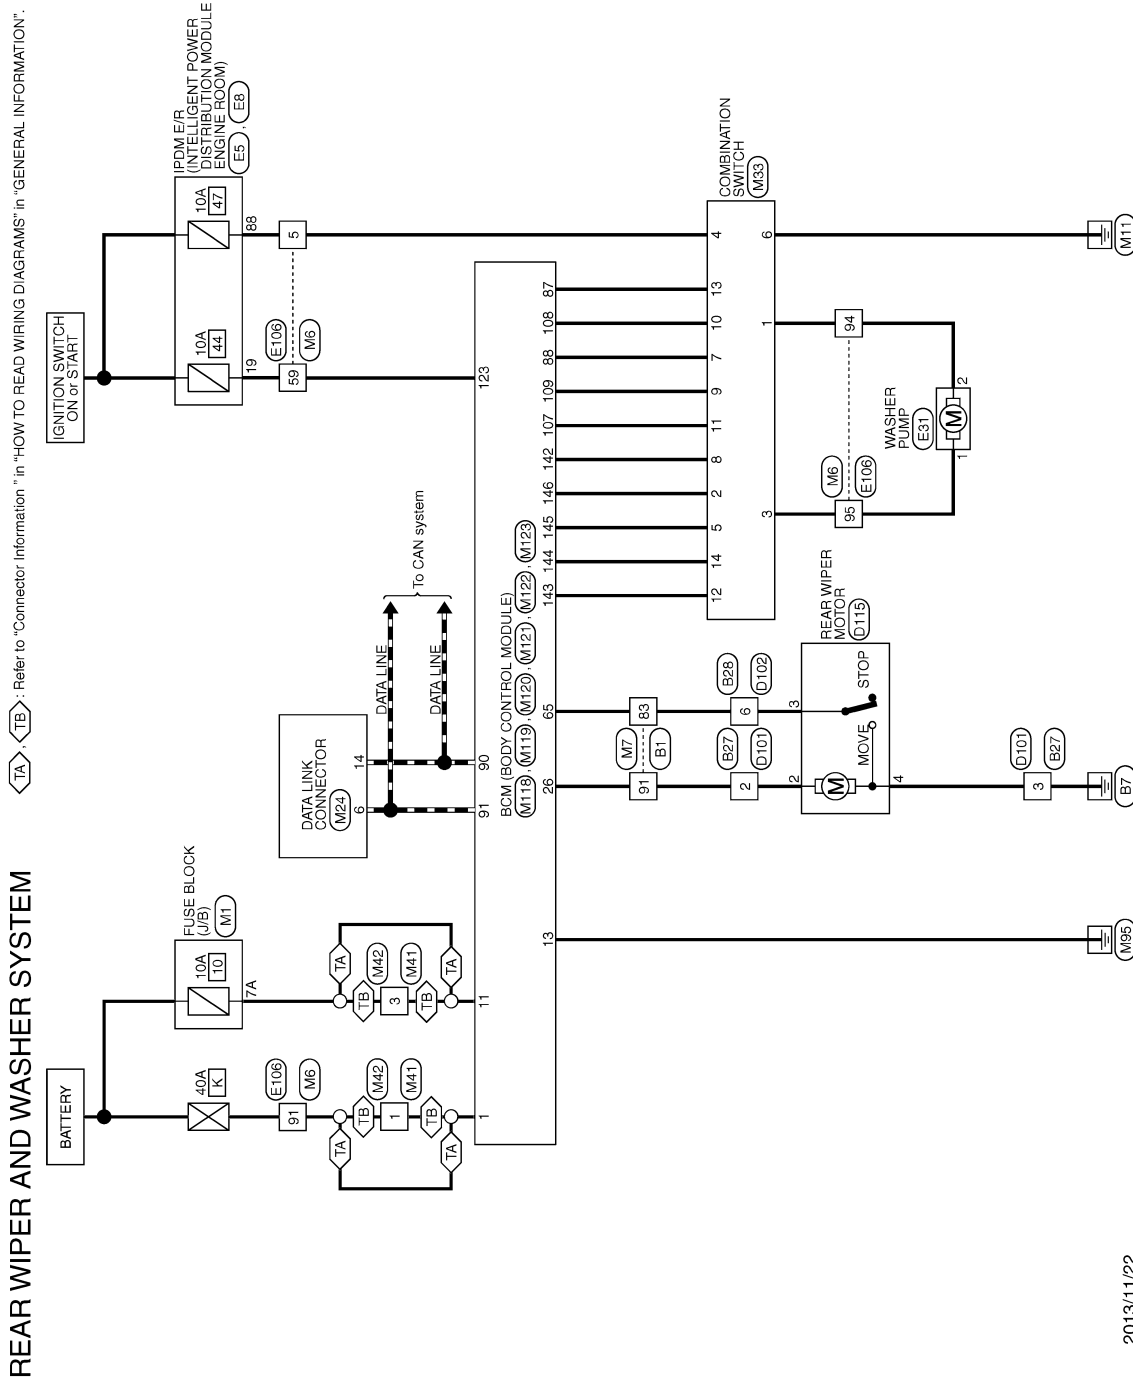 REAR WIPER AND WASHER SYSTEM
TA , TB : Refer to "Connector Information " in "HOW TO READ WIRING DIAGRAMS" in "GENERAL INFORMATION".
BATTERY
IGNITION SWITCH
ON or START
40A
K
FUSE BLOCK
(J/B)
M1
10A
10
7A
10A
44
10A
47
IPDM E/R
(INTELLIGENT POWER
DISTRIBUTION MODULE
ENGINE ROOM)
E5 , E8
19
88
E106
91
M6
E106
59
M6
5
DATA LINK
CONNECTOR
M24
6
14
DATA LINE
DATA LINE
To CAN system
TA
TB
M42
1
M41
TB
TA
TA
TB
M42
3
M41
TB
TA
1
11
91
90
123
BCM (BODY CONTROL MODULE)
M118 , M119 , M120 , M121 , M122 , M123
13
26
65
143
144
145
146
142
107
109
88
108
87
M7
91
83
B1
B27
2
D101
B28
6
D102
12
14
5
2
8
11
9
7
10
13
4
COMBINATION
SWITCH
M33
3
1
6
REAR WIPER
MOTOR
D115
2
3
M
MOVE
STOP
4
M6
95
94
E106
WASHER
PUMP
E31
1
M
2
D101
3
B27
M95
B7
M11
2013/11/22